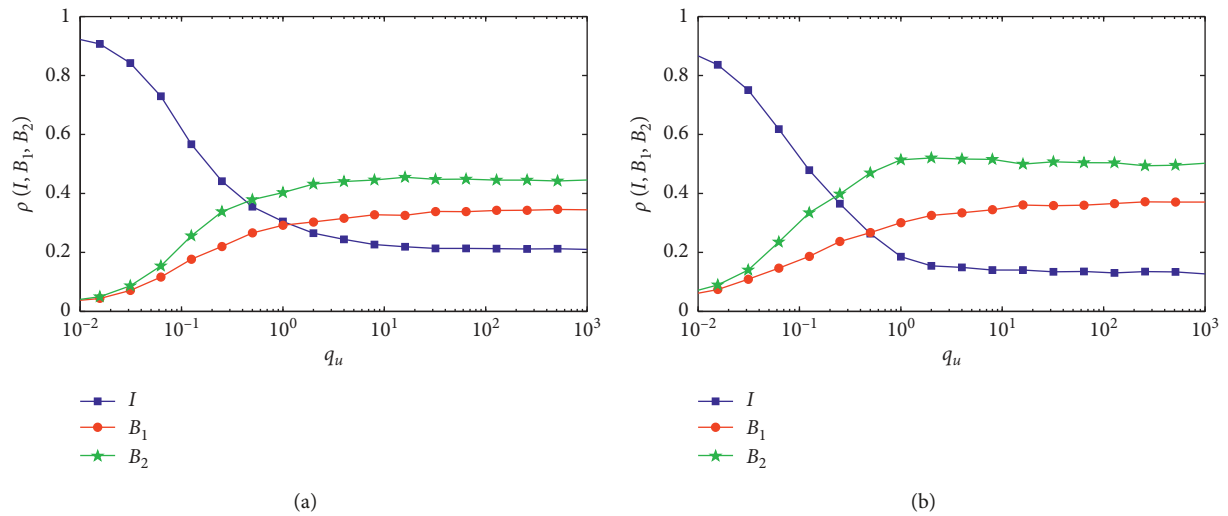 1
0.8
0.6
0.4
0.2
0
ρ (I, B₁, B₂)
10⁻² 10⁻¹ 10⁰ 10¹ 10² 10³
qᵤ
I
B₁
B₂
(a)
1
0.8
0.6
0.4
0.2
0
ρ (I, B₁, B₂)
10⁻² 10⁻¹ 10⁰ 10¹ 10² 10³
qᵤ
I
B₁
B₂
(b)